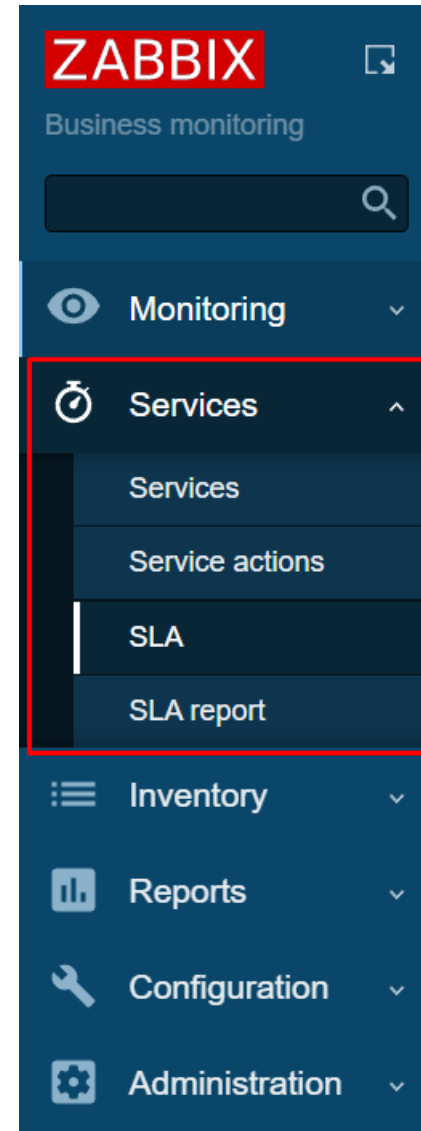 ZABBIX
Business monitoring
Monitoring
Services
Services
Service actions
SLA
SLA report
Inventory
Reports
Configuration
Administration